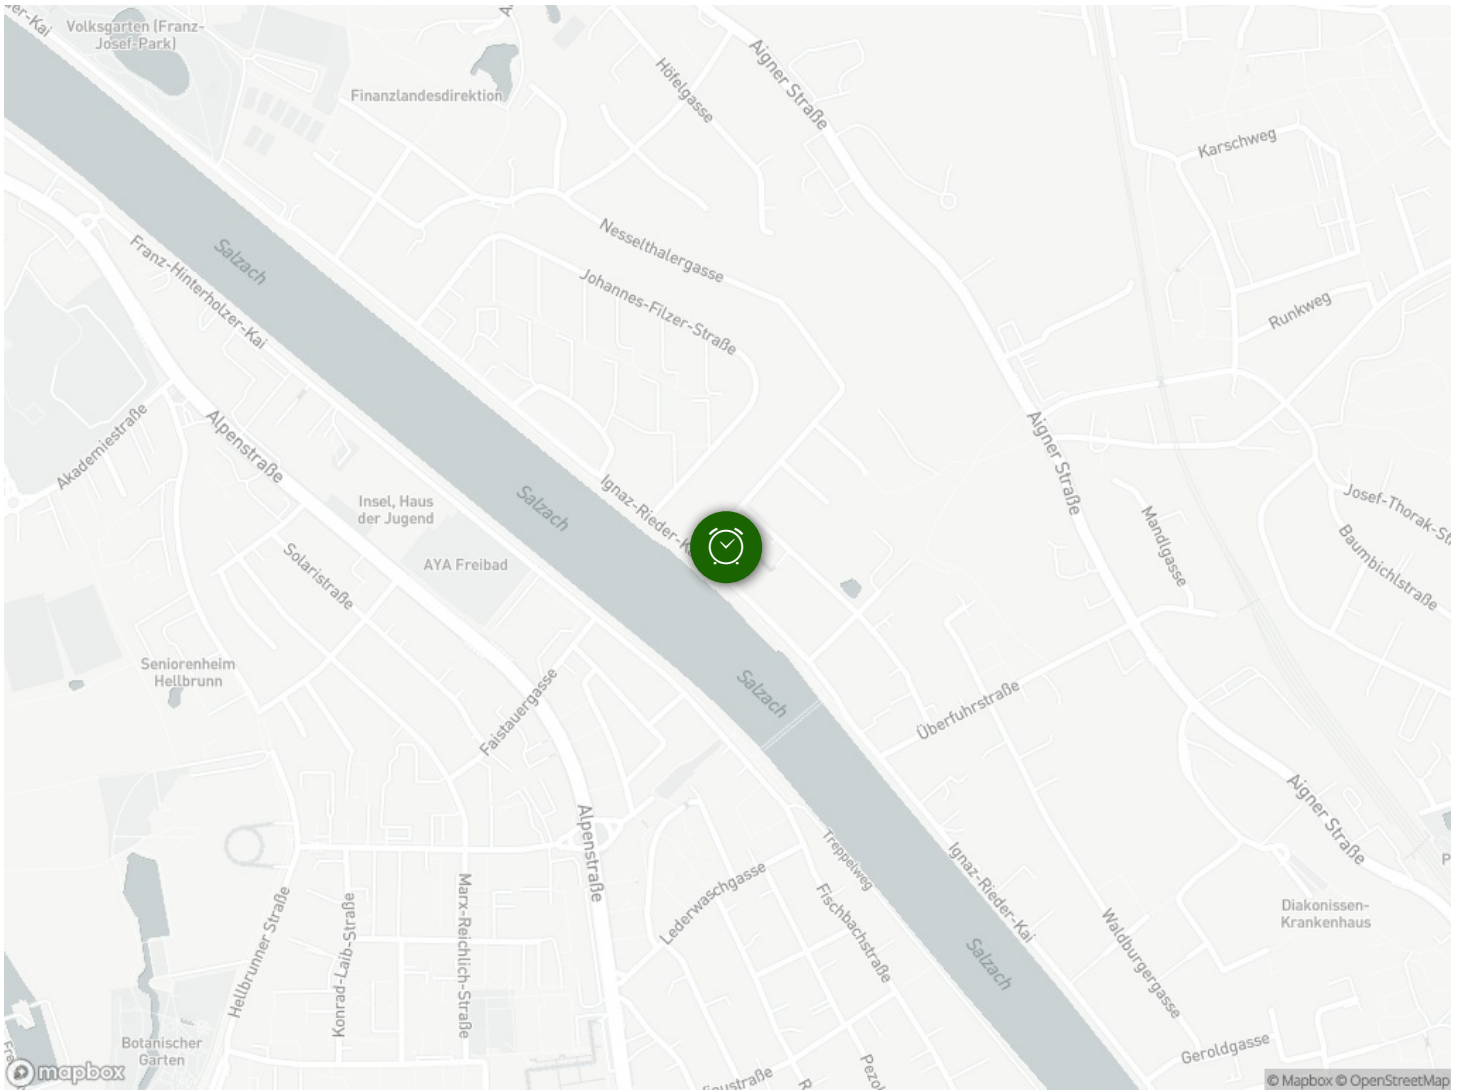 Volksgarten (Franz-
Josef-Park)
Finanzlandesdirektion
Höfelgasse
Aigner Straße
Karschweg
Salzach
Franz-Hinterholzer-Kai
Nesselthalergasse
Johannes-Filzer-Straße
Runkweg
Akademiestraße
Alpenstraße
Insel, Haus
der Jugend
AYA Freibad
Salzach
Ignaz-Rieder-Ka
Aigner Straße
Mandlgasse
Josef-Thorak-St
Baumbichlstraße
Solaristraße
Seniorenheim
Hellbrunn
Faistauergasse
Salzach
Überfuhrstraße
Aigner Straße
Alpenstraße
Treppelweg
Ignaz-Rieder-Kai
Lederwaschgasse
Fischbachstraße
Diakonissen-
Krankenhaus
Hellbrunner Straße
Konrad-Laib-Straße
Marx-Reichlich-Straße
Salzach
Waldburgergasse
Botanischer
Garten
Geroldgasse
Pezol
mapbox
© Mapbox © OpenStreetMap